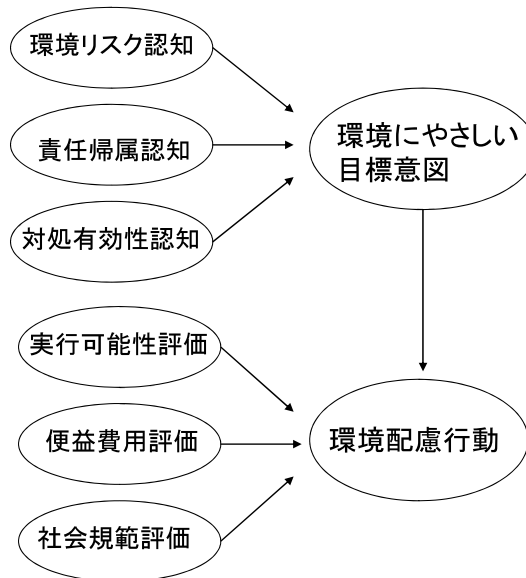 環境リスク認知
責任帰属認知
対処有効性認知
環境にやさしい
目標意図
実行可能性評価
便益費用評価
社会規範評価
環境配慮行動